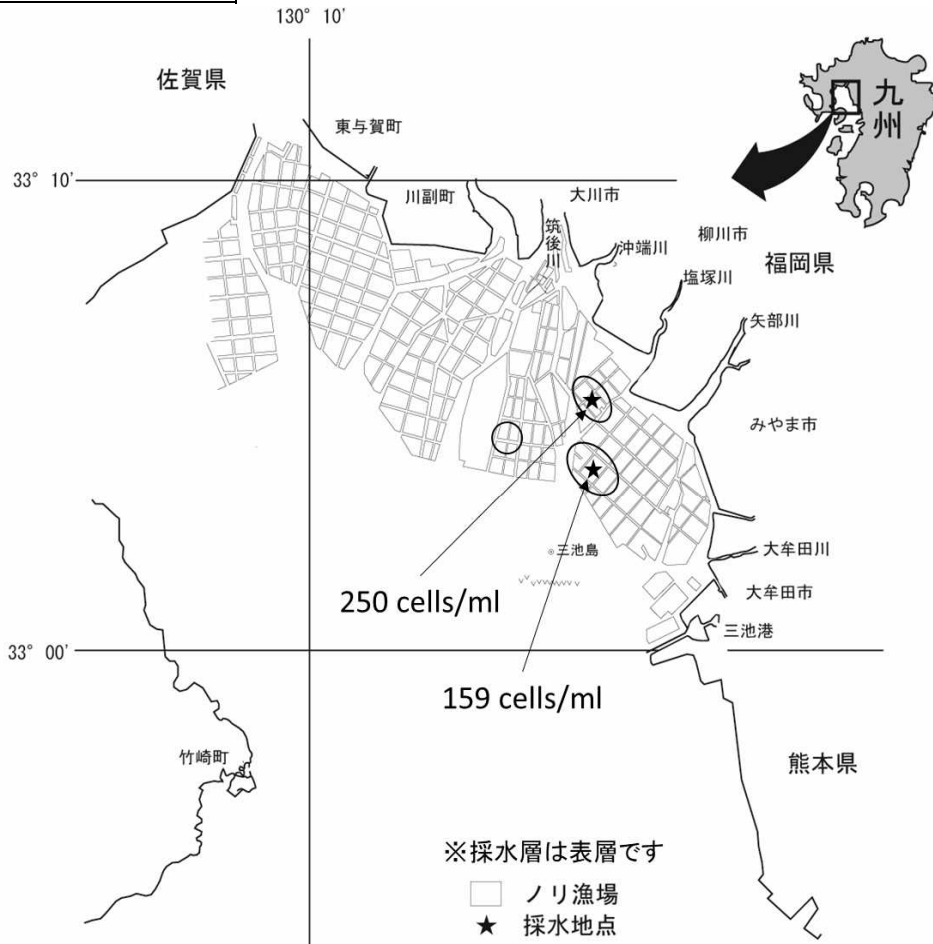 130° 10'
佐賀県
九州
東与賀町
33° 10'
川副町
大川市
筑後川
柳川市
沖端川
福岡県
塩塚川
矢部川
みやま市
三池島
大牟田川
250 cells/ml
大牟田市
三池港
33° 00'
159 cells/ml
竹崎町
熊本県
※採水層は表層です
ノリ漁場
★ 採水地点